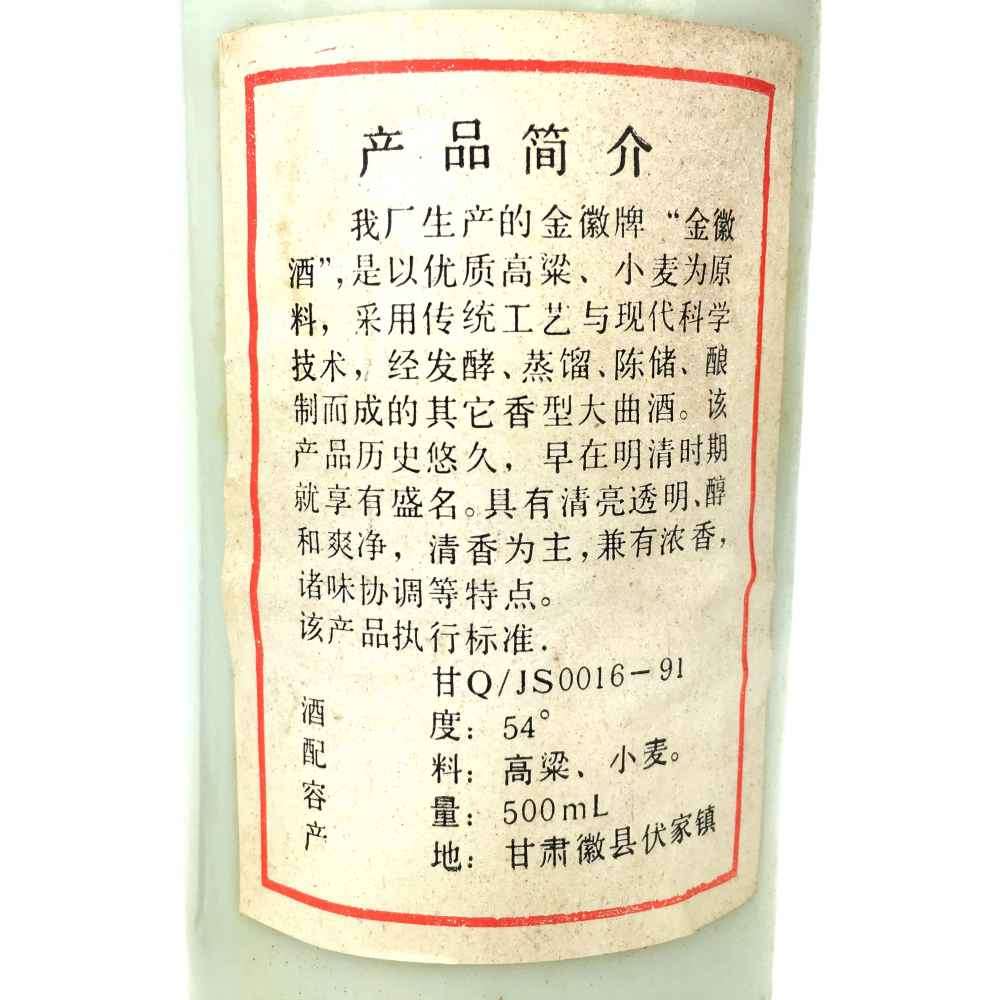 产品简介
我厂生产的金徽牌“金徽
酒”，是以优质高粱、小麦为原
料，采用传统工艺与现代科学
技术，经发酵、蒸馏、陈储、酿
制而成的其它香型大曲酒。该
产品历史悠久，早在明清时期
就享有盛名。具有清亮透明、醇
和爽净，清香为主，兼有浓香，
诸味协调等特点。
该产品执行标准.
甘Q/JS0016-91
酒度：54°
配料：高粱、小麦。
容量：500mL
产地：甘肃徽县伏家镇